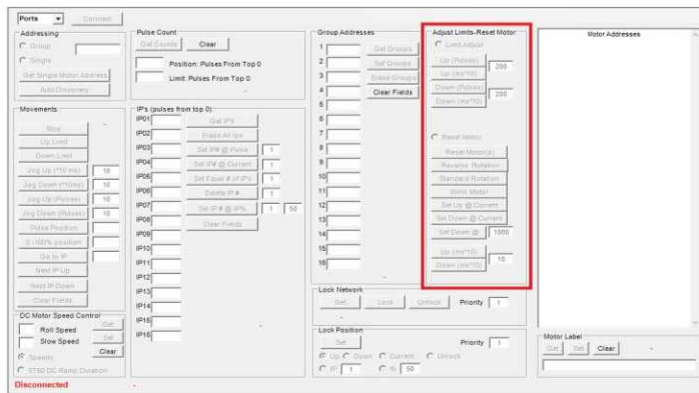 Ports Connect
Addressing
Group
Single
Get Single Motor Address
Auto Discovery
Pulse Count
Get Counts Clear
Position: Pulses From Top 0
Limit: Pulses From Top 0
-
Movements
-
Stop
Up Limit
Down Limit
Jog Up (*10 ms) 10
Jog Down (*10ms) 10
Jog Up (Pulses) 10
Jog Down (Pulses) 10
Pulse Position
0 -100% position
Go to IP
Next IP Up
Next IP Down
Clear Fields
DC Motor Speed Control
Roll Speed Get
Slow Speed Set
Speeds Clear
ST50 DC Ramp Duration
Disconnected
-
IP's (pulses from top 0)
IP01 Get IP's
IP02 Erase All Ips
IP03 Set IP# @ Pulse 1
IP04 Set IP# @ Current 1
IP05 Set Equal # of IP's 1
IP06 Delete IP # 1
IP07 Set IP # @ IP% 1 50
IP08 Clear Fields
IP09
IP10
IP11
IP12
IP13
IP14
IP15
IP16
-
Group Addresses
1 Get Groups
2 Set Groups
3 Erase Groups
4 Clear Fields
5
6
7
8
9
10
11
12
13
14
15
16
-
Adjust Limits-Reset Motor
Limit Adjust
Up (Pulses) 200
Up (ms*10)
Down (Pulses) 200
Down (ms*10)
Reset Motor
Reset Motor(s)
Reverse Rotation
Standard Rotation
Wink Motor
Set Up @ Current
Set Down @ Current
Set Down @ 1000
Up (ms*10) 10
Down (ms*10)
Lock Network
-
Set Lock Unlock Priority 1
Lock Position
-
Set Priority 1
Up Down Current Unlock
IP 1 % 50
Motor Addresses
Motor Label
Get Set Clear -